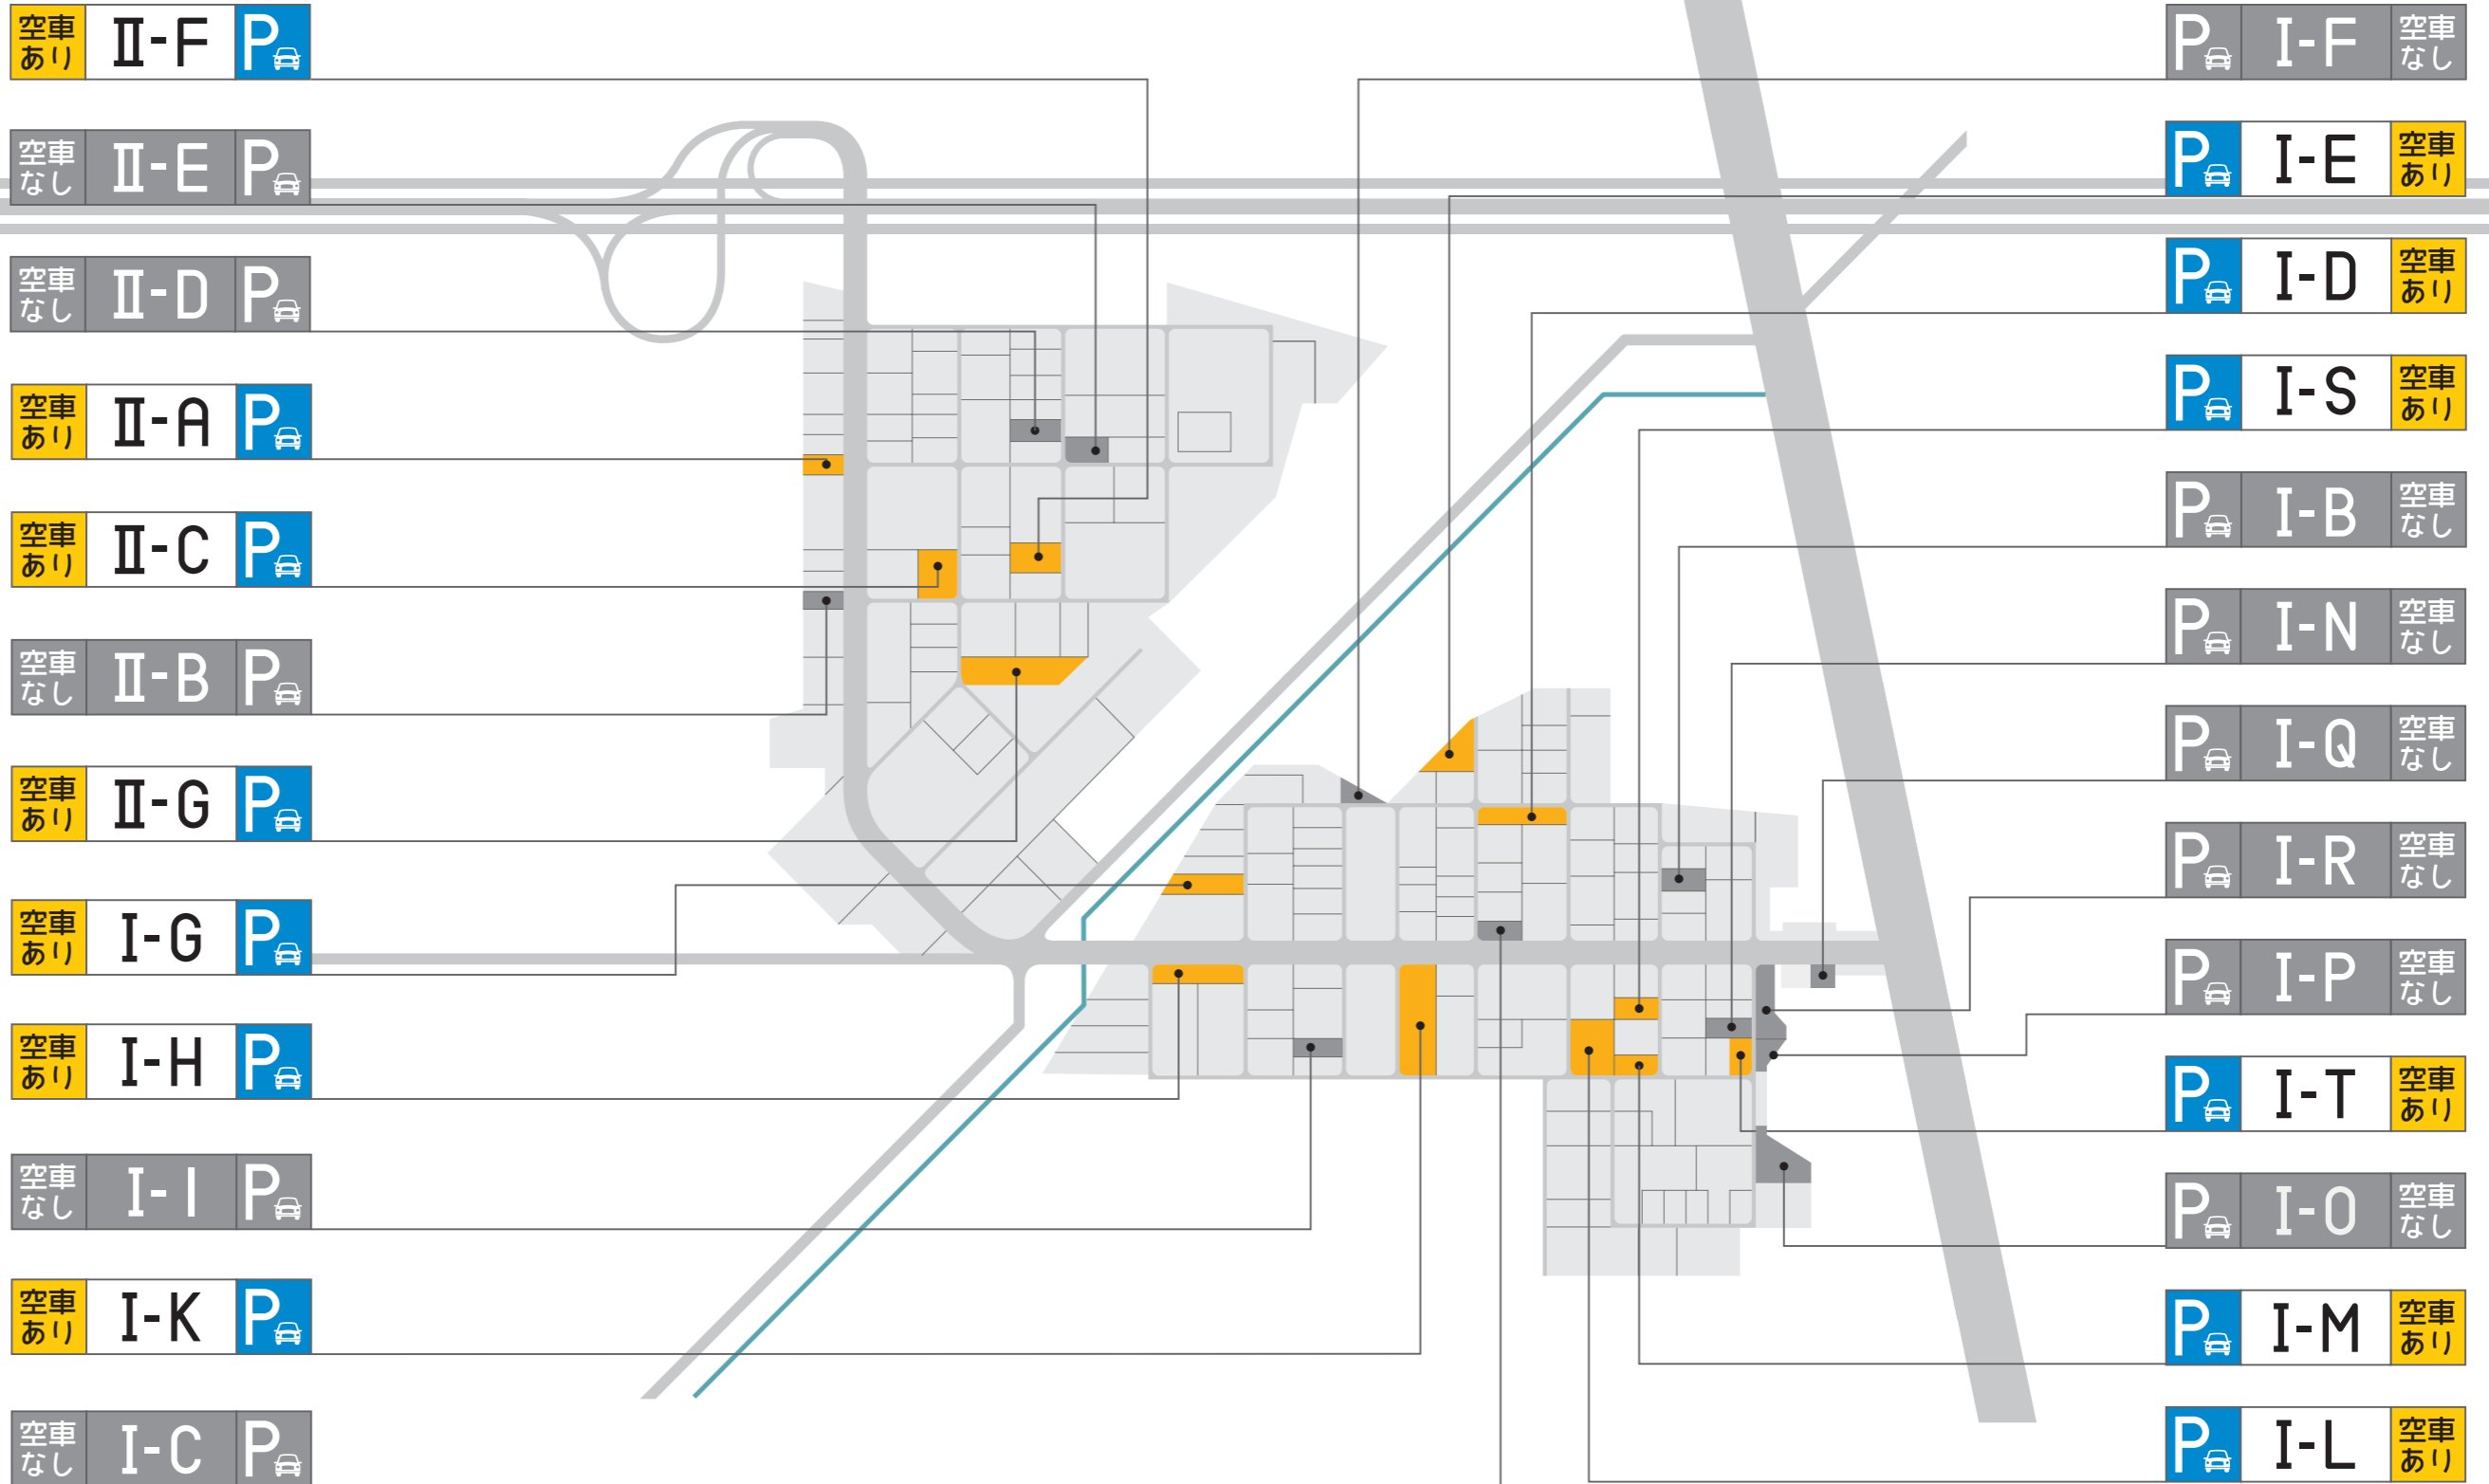 空車あり Ⅱ-F P
空車なし Ⅱ-E P
空車なし Ⅱ-D P
空車あり Ⅱ-A P
空車あり Ⅱ-C P
空車なし Ⅱ-B P
空車あり Ⅱ-G P
空車あり Ⅰ-G P
空車あり Ⅰ-H P
空車なし Ⅰ-I P
空車あり Ⅰ-K P
空車なし Ⅰ-C P
P Ⅰ-F 空車なし
P Ⅰ-E 空車あり
P Ⅰ-D 空車あり
P Ⅰ-S 空車あり
P Ⅰ-B 空車なし
P Ⅰ-N 空車なし
P Ⅰ-Q 空車なし
P Ⅰ-R 空車なし
P Ⅰ-P 空車なし
P Ⅰ-T 空車あり
P Ⅰ-O 空車なし
P Ⅰ-M 空車あり
P Ⅰ-L 空車あり